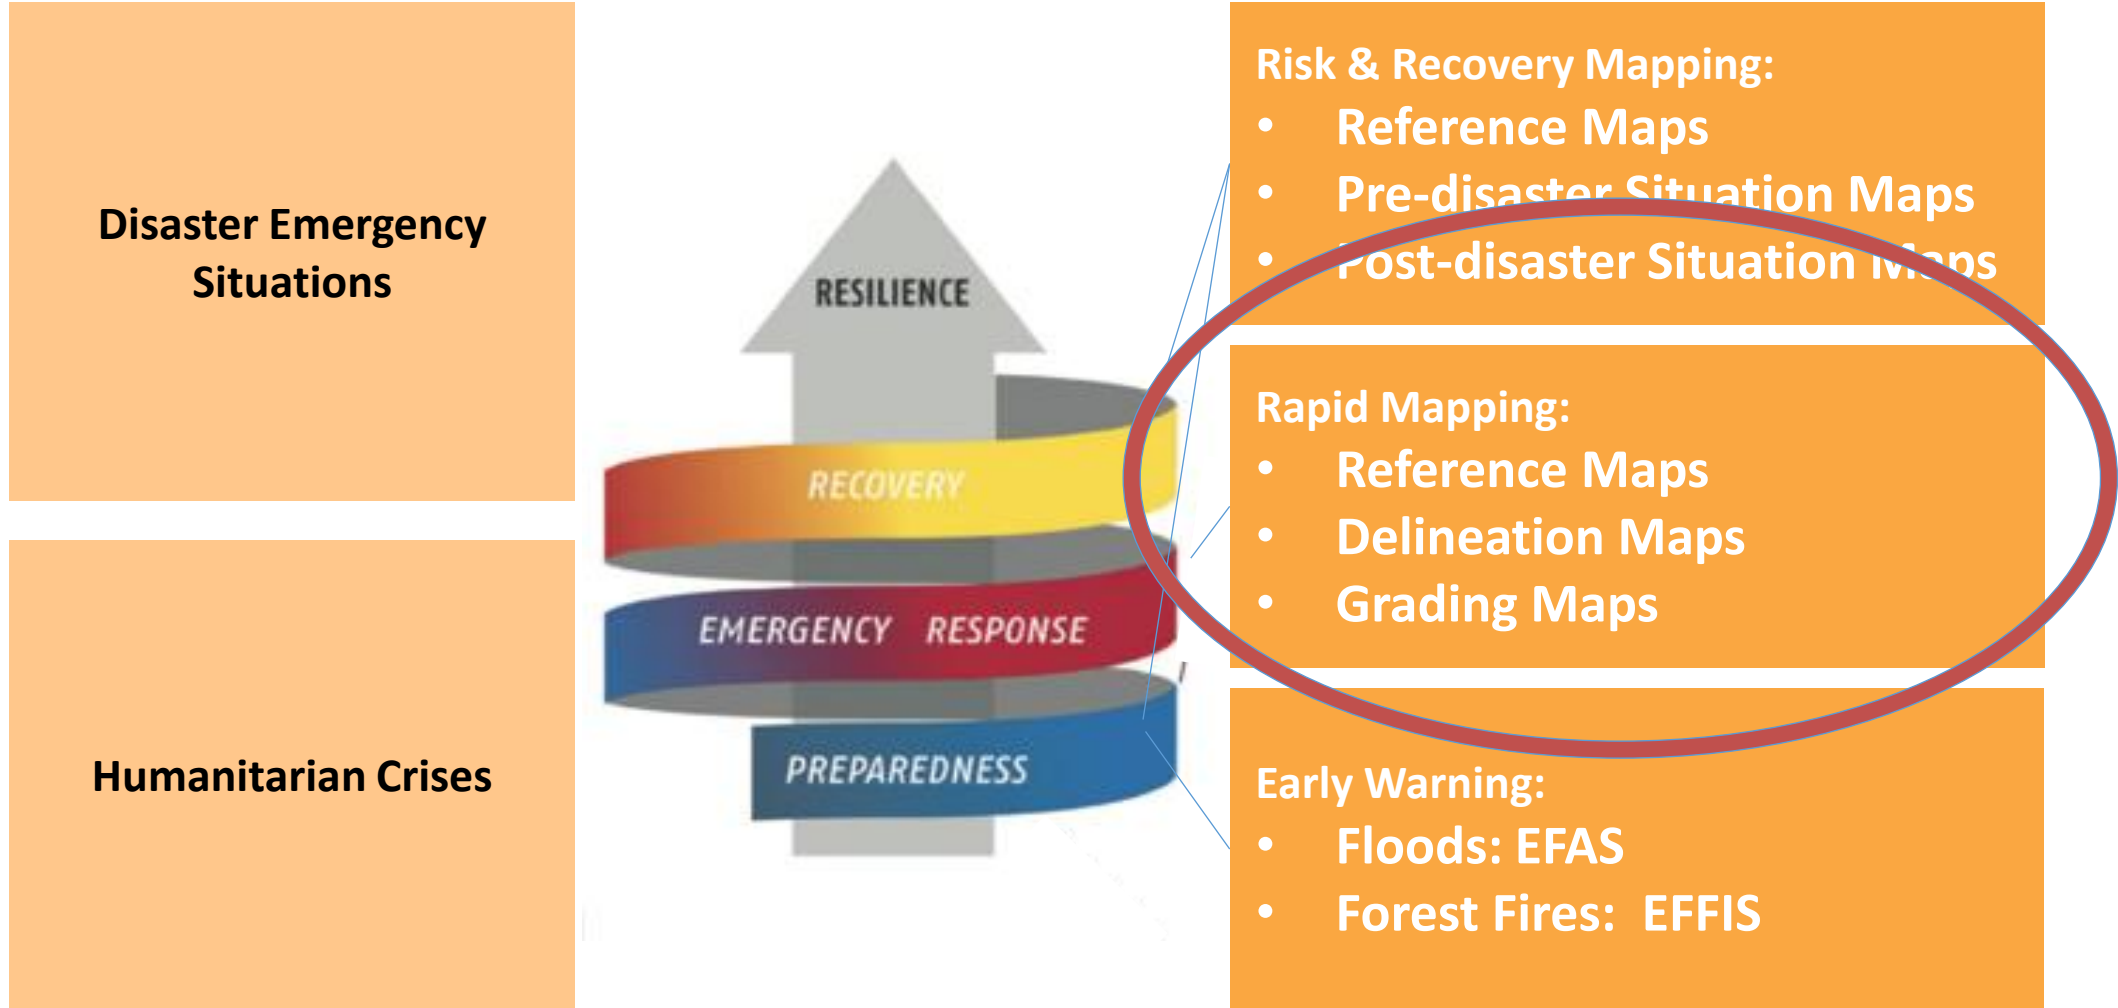 Disaster Emergency
Situations
Humanitarian Crises
RESILIENCE
RECOVERY
EMERGENCY RESPONSE
PREPAREDNESS
Risk & Recovery Mapping:
• Reference Maps
• Pre-disaster Situation Maps
• Post-disaster Situation Maps
Rapid Mapping:
• Reference Maps
• Delineation Maps
• Grading Maps
Early Warning:
• Floods: EFAS
• Forest Fires: EFFIS